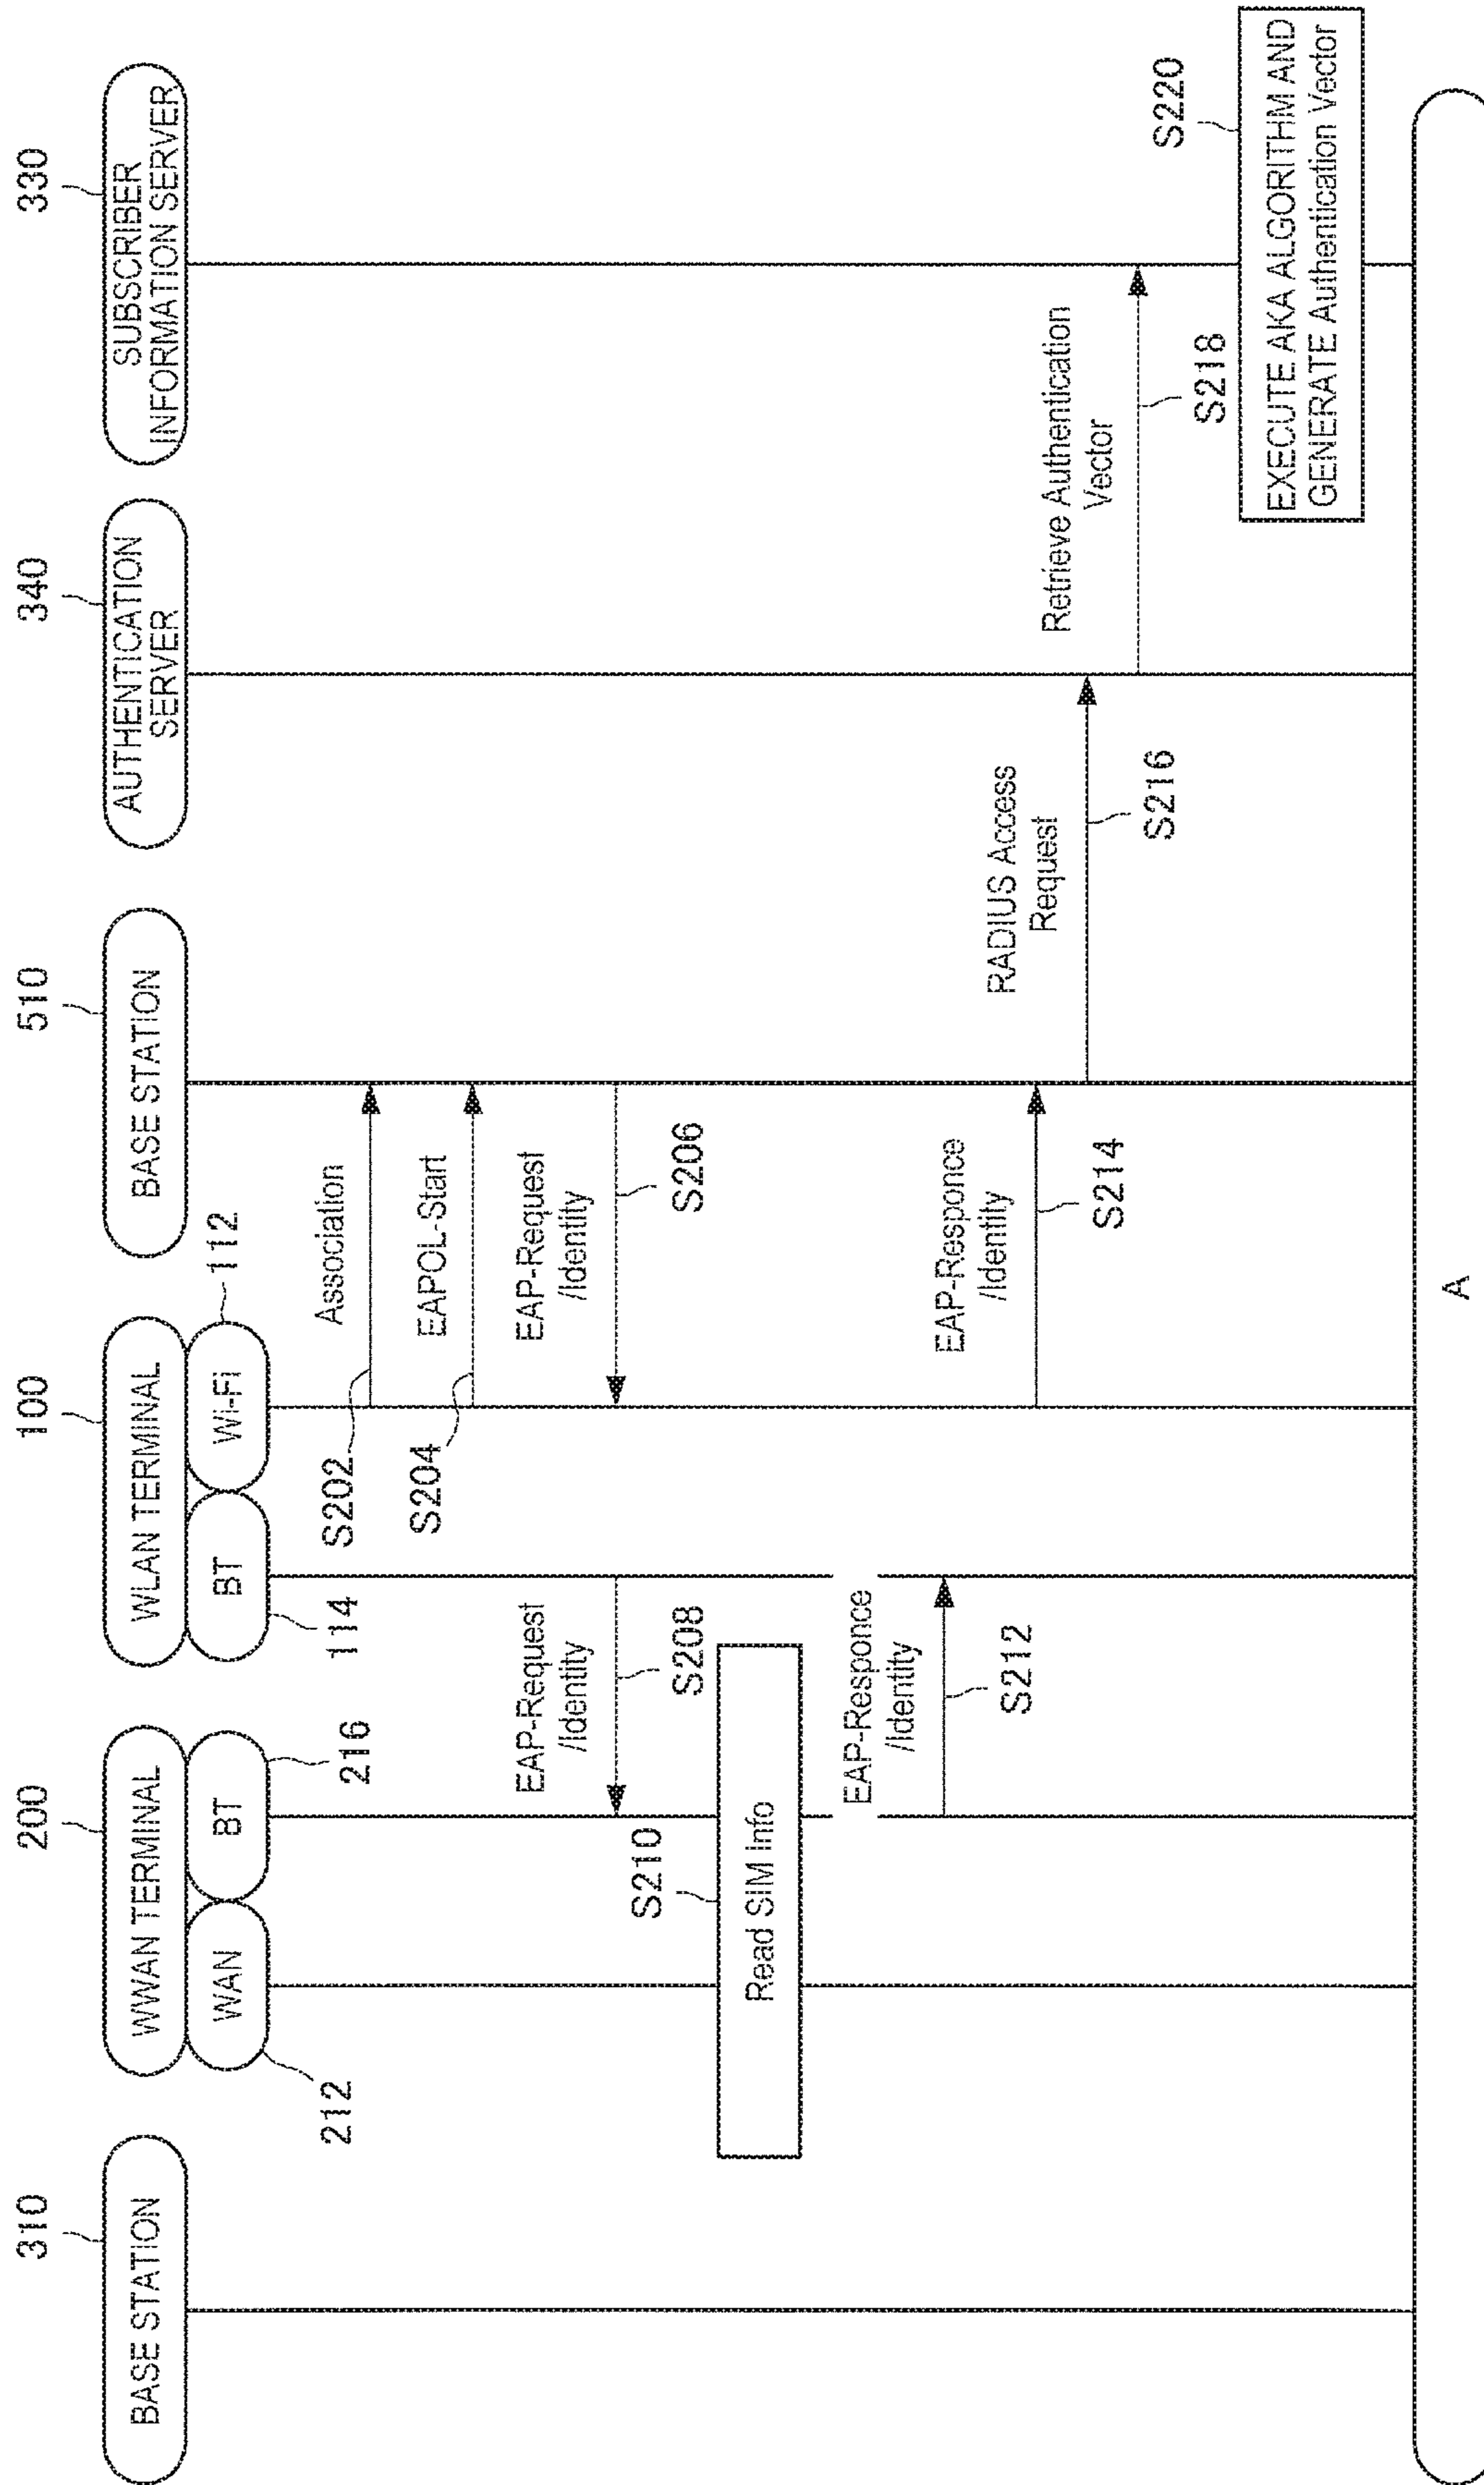 310
BASE STATION
200
WWAN TERMINAL
WAN
BT
212
216
100
WLAN TERMINAL
BT
Wi-Fi
114
112
510
BASE STATION
340
AUTHENTICATION
SERVER
330
SUBSCRIBER
INFORMATION SERVER
S202
Association
S204
EAPOL-Start
EAP-Request
/Identity
S206
EAP-Request
/Identity
S208
S210
Read SIM Info
EAP-Responce
/Identity
S212
EAP-Responce
/Identity
S214
RADIUS Access
Request
S216
Retrieve Authentication
Vector
S218
S220
EXECUTE AKA ALGORITHM AND
GENERATE Authentication Vector
A